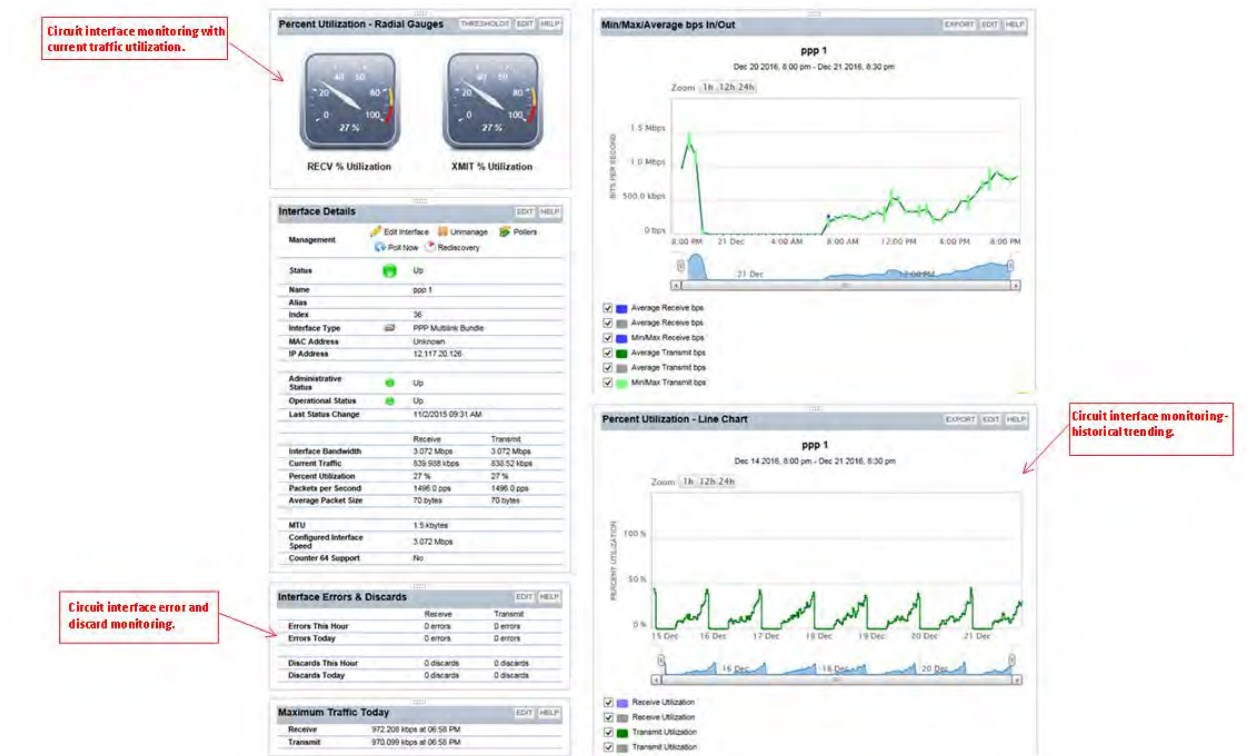 Circuit interface monitoring with
current traffic utilization.
Percent Utilization - Radial Gauges THRESHOLDS EDIT HELP
0 20 40 60 80 100
27 %
RECV % Utilization
0 20 40 60 80 100
27 %
XMIT % Utilization
Interface Details EDIT HELP
Management Edit Interface Unmanage Pollers
Poll Now Rediscovery
Status Up
Name ppp 1
Alias
Index 36
Interface Type PPP Multilink Bundle
MAC Address Unknown
IP Address 12.117.20.126
Administrative
Status Up
Operational Status Up
Last Status Change 11/2/2015 09:31 AM
Receive Transmit
Interface Bandwidth 3.072 Mbps 3.072 Mbps
Current Traffic 839.988 kbps 838.52 kbps
Percent Utilization 27 % 27 %
Packets per Second 1496.0 pps 1496.0 pps
Average Packet Size 70 bytes 70 bytes
MTU 1.5 kbytes
Configured Interface
Speed 3.072 Mbps
Counter 64 Support No
Circuit interface error and
discard monitoring.
Interface Errors & Discards EDIT HELP
Receive Transmit
Errors This Hour 0 errors 0 errors
Errors Today 0 errors 0 errors
Discards This Hour 0 discards 0 discards
Discards Today 0 discards 0 discards
Maximum Traffic Today EDIT HELP
Receive 972.208 kbps at 06:58 PM
Transmit 970.099 kbps at 06:58 PM
Min/Max/Average bps In/Out EXPORT EDIT HELP
ppp 1
Dec 20 2016, 8:00 pm - Dec 21 2016, 8:30 pm
Zoom 1h 12h 24h
BITS PER SECOND
1.5 Mbps
1.0 Mbps
500.0 kbps
0 bps
8:00 PM 21 Dec 4:00 AM 8:00 AM 12:00 PM 4:00 PM 8:00 PM
21 Dec 12:00 PM
Average Receive bps
Average Receive bps
Min/Max Receive bps
Average Transmit bps
Average Transmit bps
Min/Max Transmit bps
Percent Utilization - Line Chart EXPORT EDIT HELP
ppp 1
Dec 14 2016, 8:00 pm - Dec 21 2016, 8:30 pm
Zoom 1h 12h 24h
PERCENT UTILIZATION
100 %
50 %
0 %
15 Dec 16 Dec 17 Dec 18 Dec 19 Dec 20 Dec 21 Dec
16 Dec 18 Dec 20 Dec
Receive Utilization
Receive Utilization
Transmit Utilization
Transmit Utilization
Circuit interface monitoring-
historical trending.